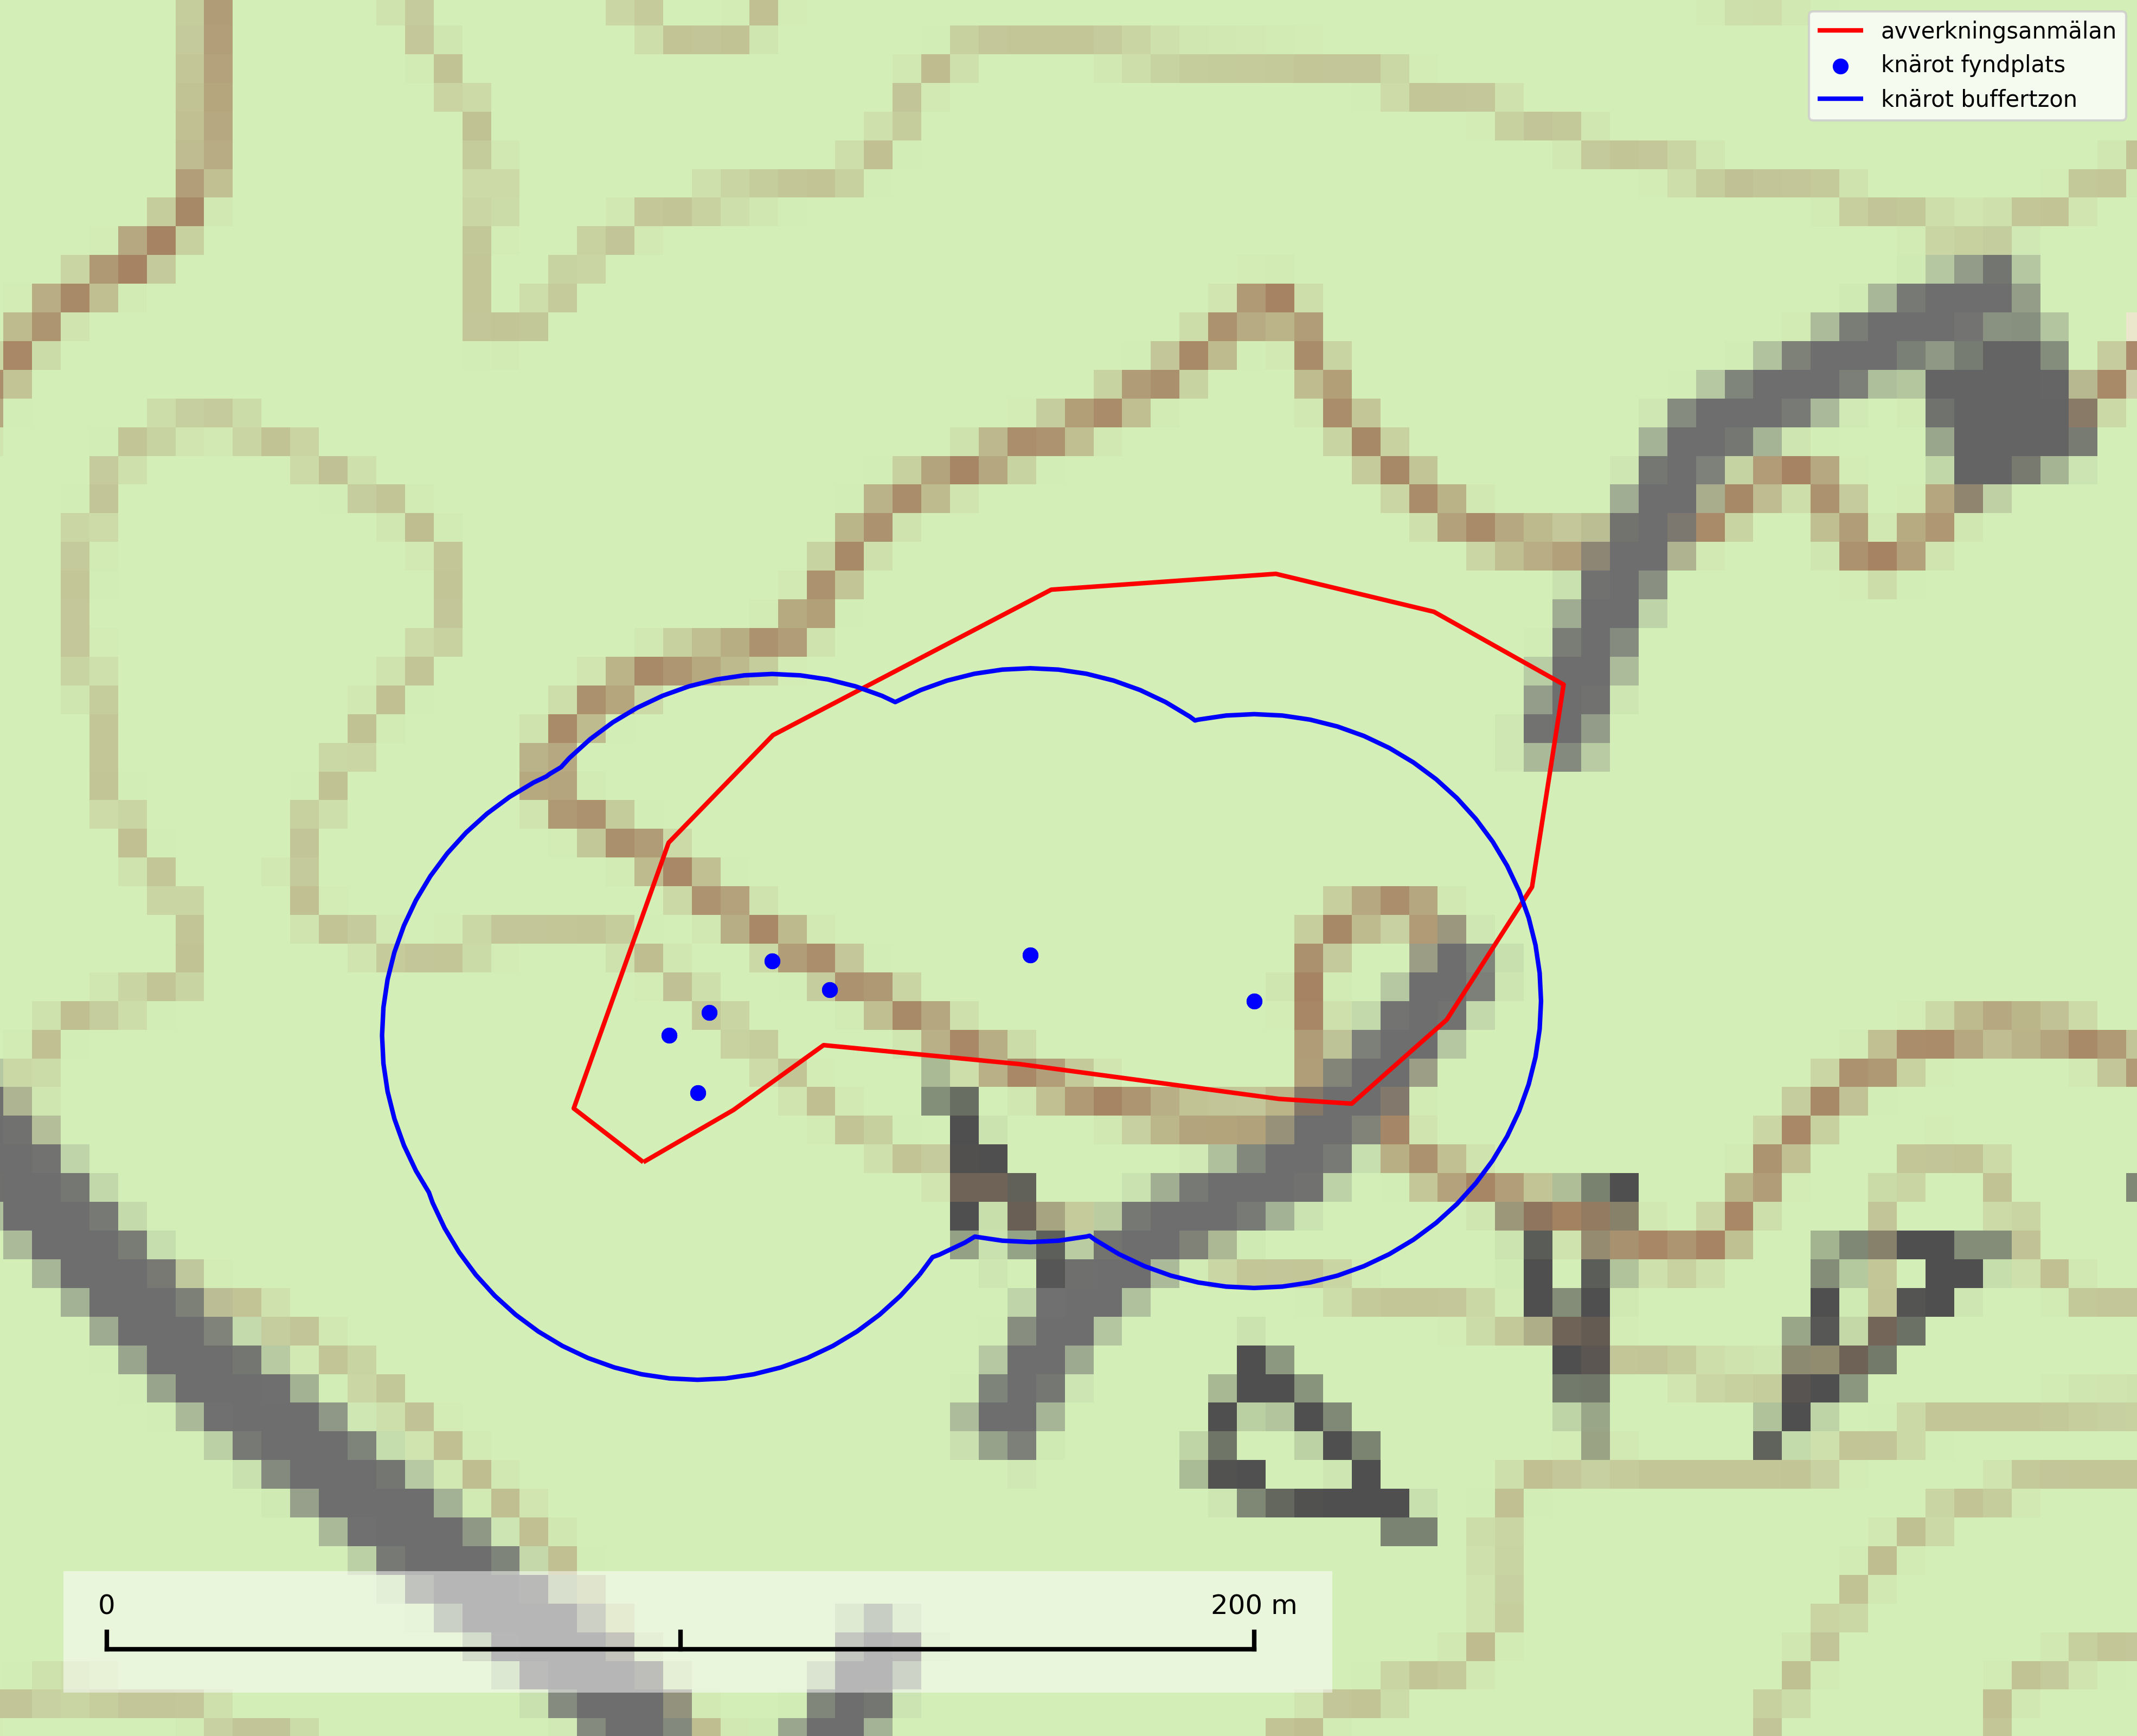 avverkningsanmälan
knärot fyndplats
knärot buffertzon
0
200 m